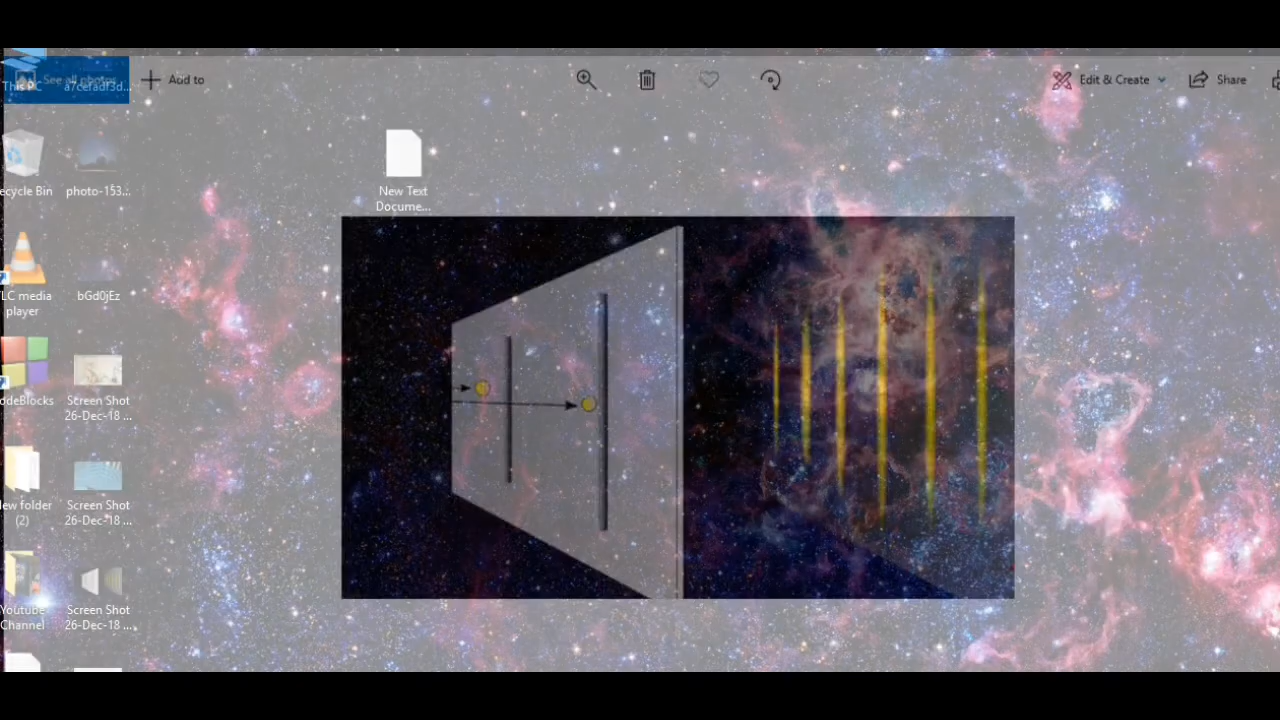 See all photos
Add to
Edit & Create
Share
This PC
a7cefadf3d...
ecycle Bin
photo-153...
New Text
Docume...
LC media
player
bGd0jEz
odeBlocks
Screen Shot
26-Dec-18 ...
ew folder
(2)
Screen Shot
26-Dec-18 ...
Youtube
Channel
Screen Shot
26-Dec-18 ...